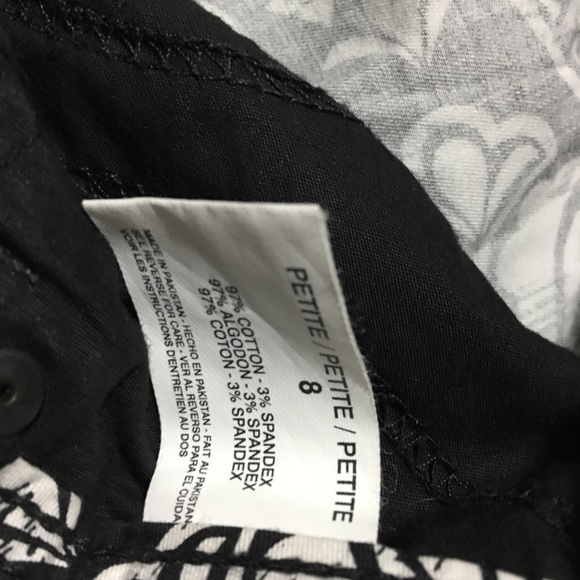 PETITE / PETITE / PETITE
8
97% COTTON - 3% SPANDEX
97% ALGODON - 3% SPANDEX
97% COTON - 3% SPANDEX
MADE IN PAKISTAN - HECHO EN PAKISTAN - FAIT AU PAKISTAN
SEE REVERSE FOR CARE - VER AL REVERSO PARA EL CUIDA
VOIR LES INSTRUCTIONS D'ENTRETIEN AU DOS